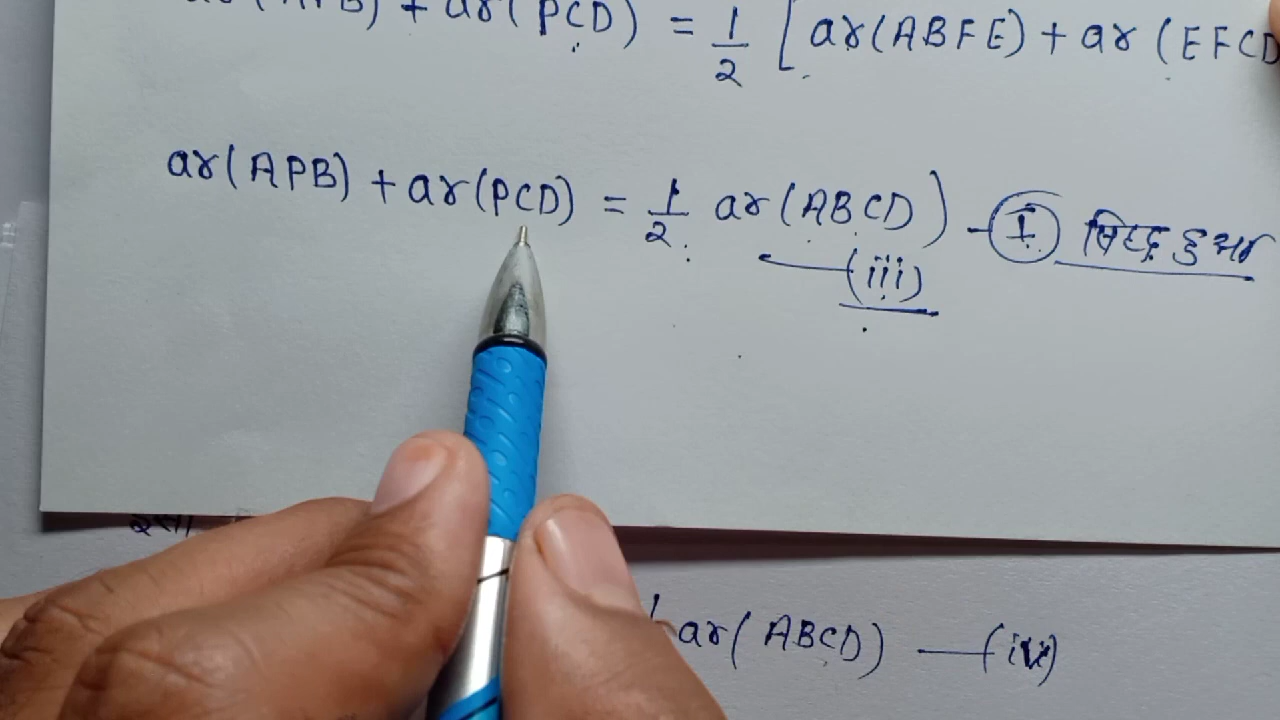 ar(APB) + ar(PCD) = 1/2 [ar(ABFE) + ar(EFCD
ar(APB) + ar(PCD) = 1/2 ar(ABCD) - I सिद्ध हुआ
(iii)
ar(ABCD) — (iv)